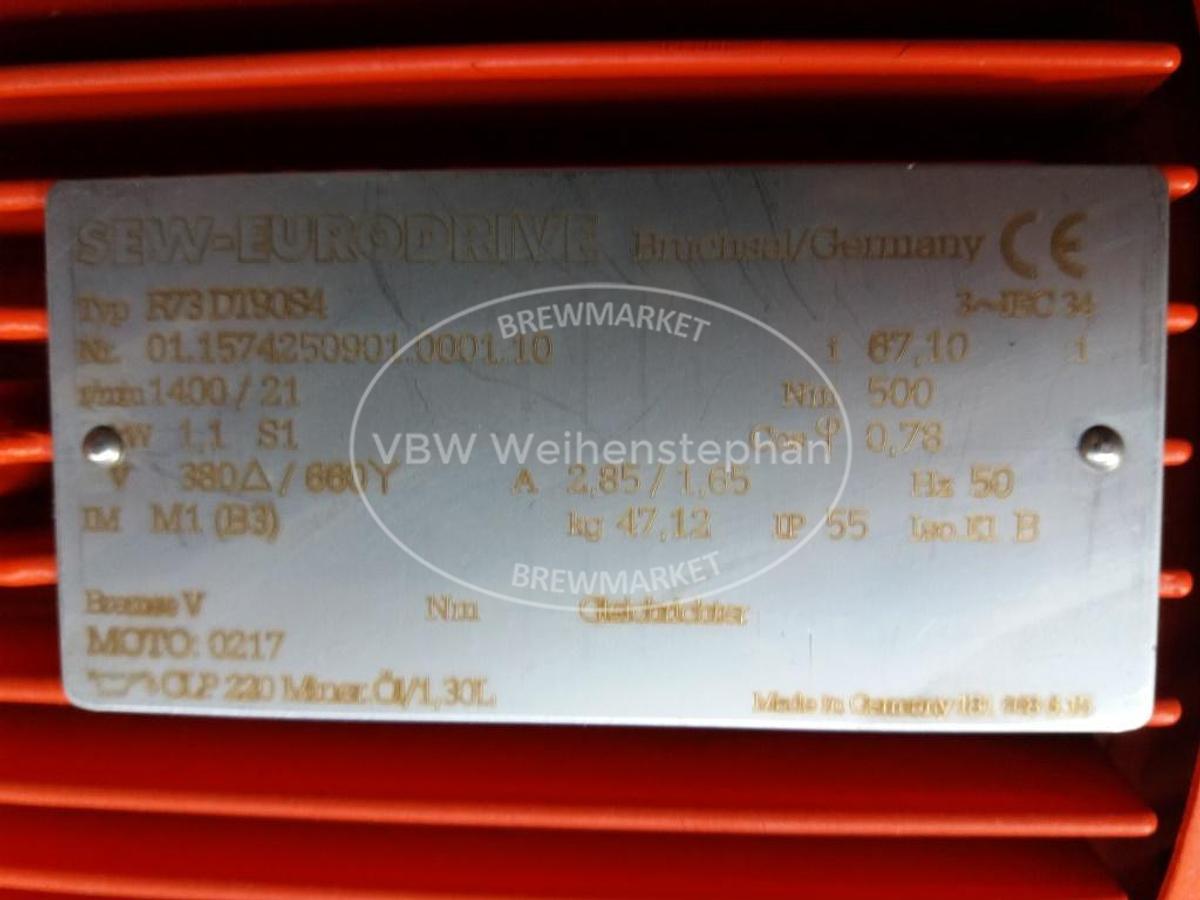 SEW-EURODRIVE Bruchsal/Germany CE
Typ R73 DT90S4 3~IEC 34
Nr. 01.1574250901.0001.10 i 67,10 :1
r/min 1400 / 21 Nm 500
kW 1,1 S1 Cos φ 0,78
V 380Δ / 660Y A 2,85 / 1,65 Hz 50
IM M1 (B3) kg 47,12 IP 55 Iso.Kl B
Bremse V Nm Gleichrichter
MOTO: 0217
CLP 220 Miner. Öl/1,30L
Made in Germany
BREWMARKET
VBW Weihenstephan
BREWMARKET